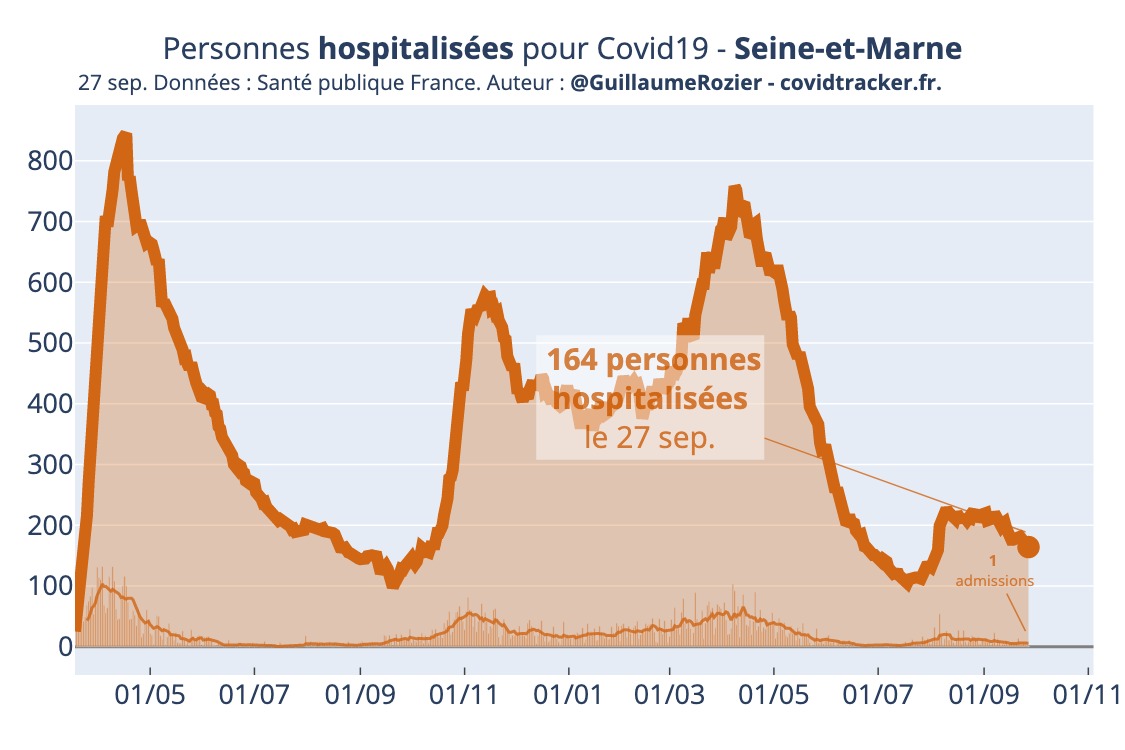 Personnes hospitalisées pour Covid19 - Seine-et-Marne
27 sep. Données : Santé publique France. Auteur : @GuillaumeRozier - covidtracker.fr.
800
700
600
500
400
300
200
100
0
164 personnes
hospitalisées
le 27 sep.
1
admissions
01/05 01/07 01/09 01/11 01/01 01/03 01/05 01/07 01/09 01/11